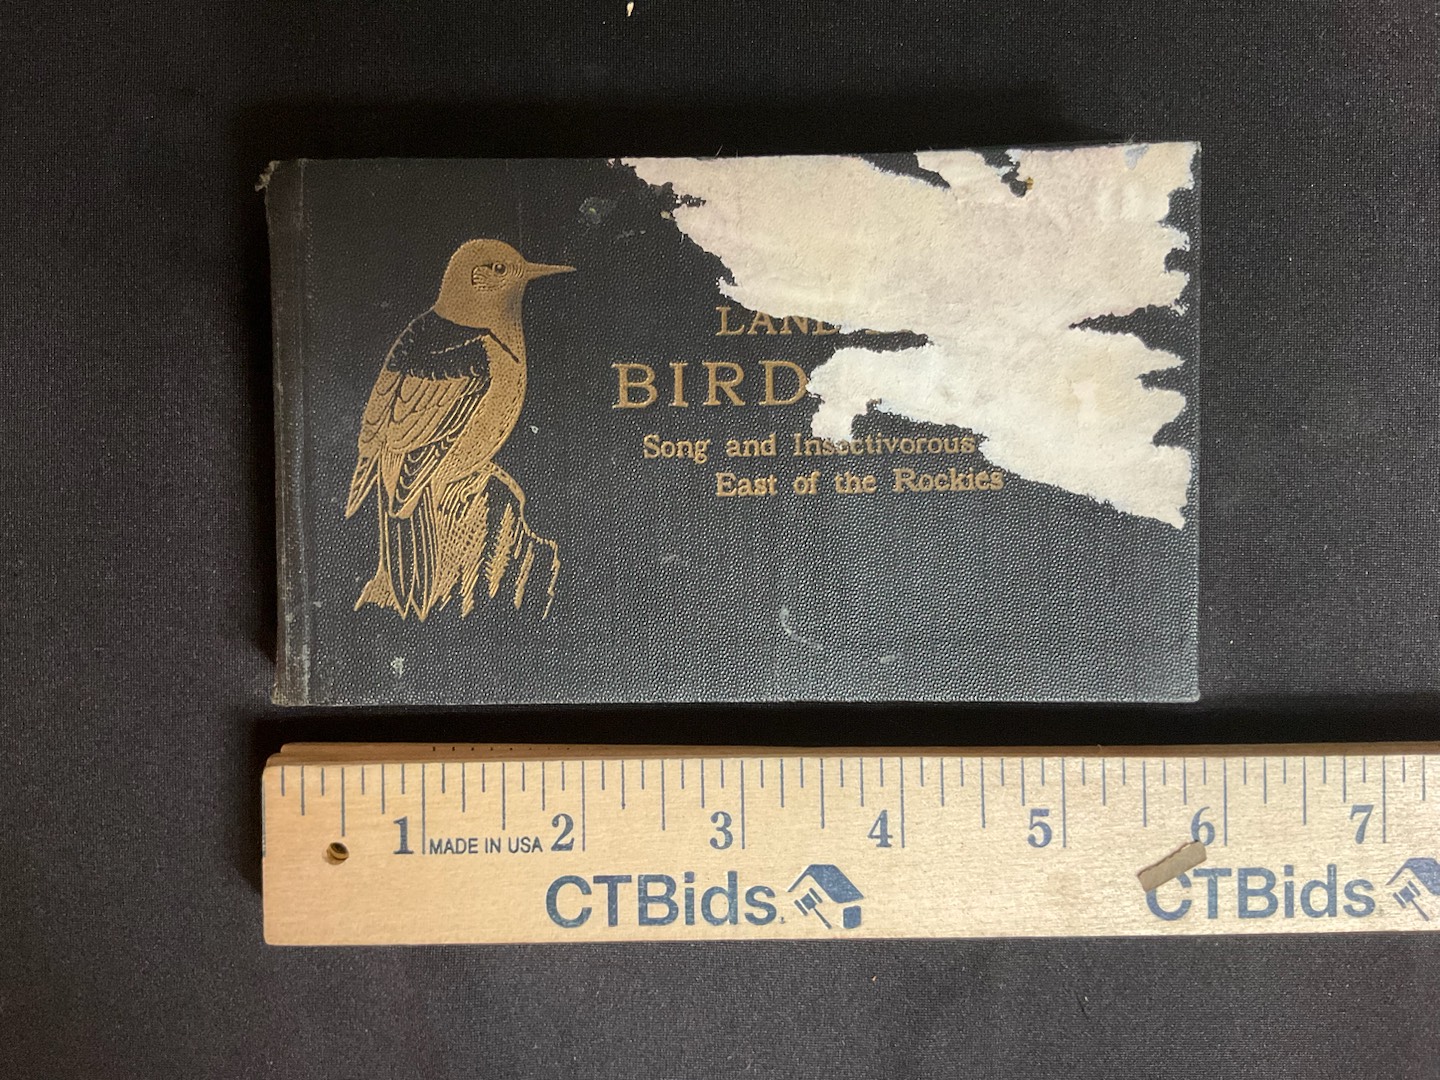 LAND
BIRD
Song and Insectivorous
East of the Rockies
1 MADE IN USA 2 3 4 5 6 7
CTBids. CTBids